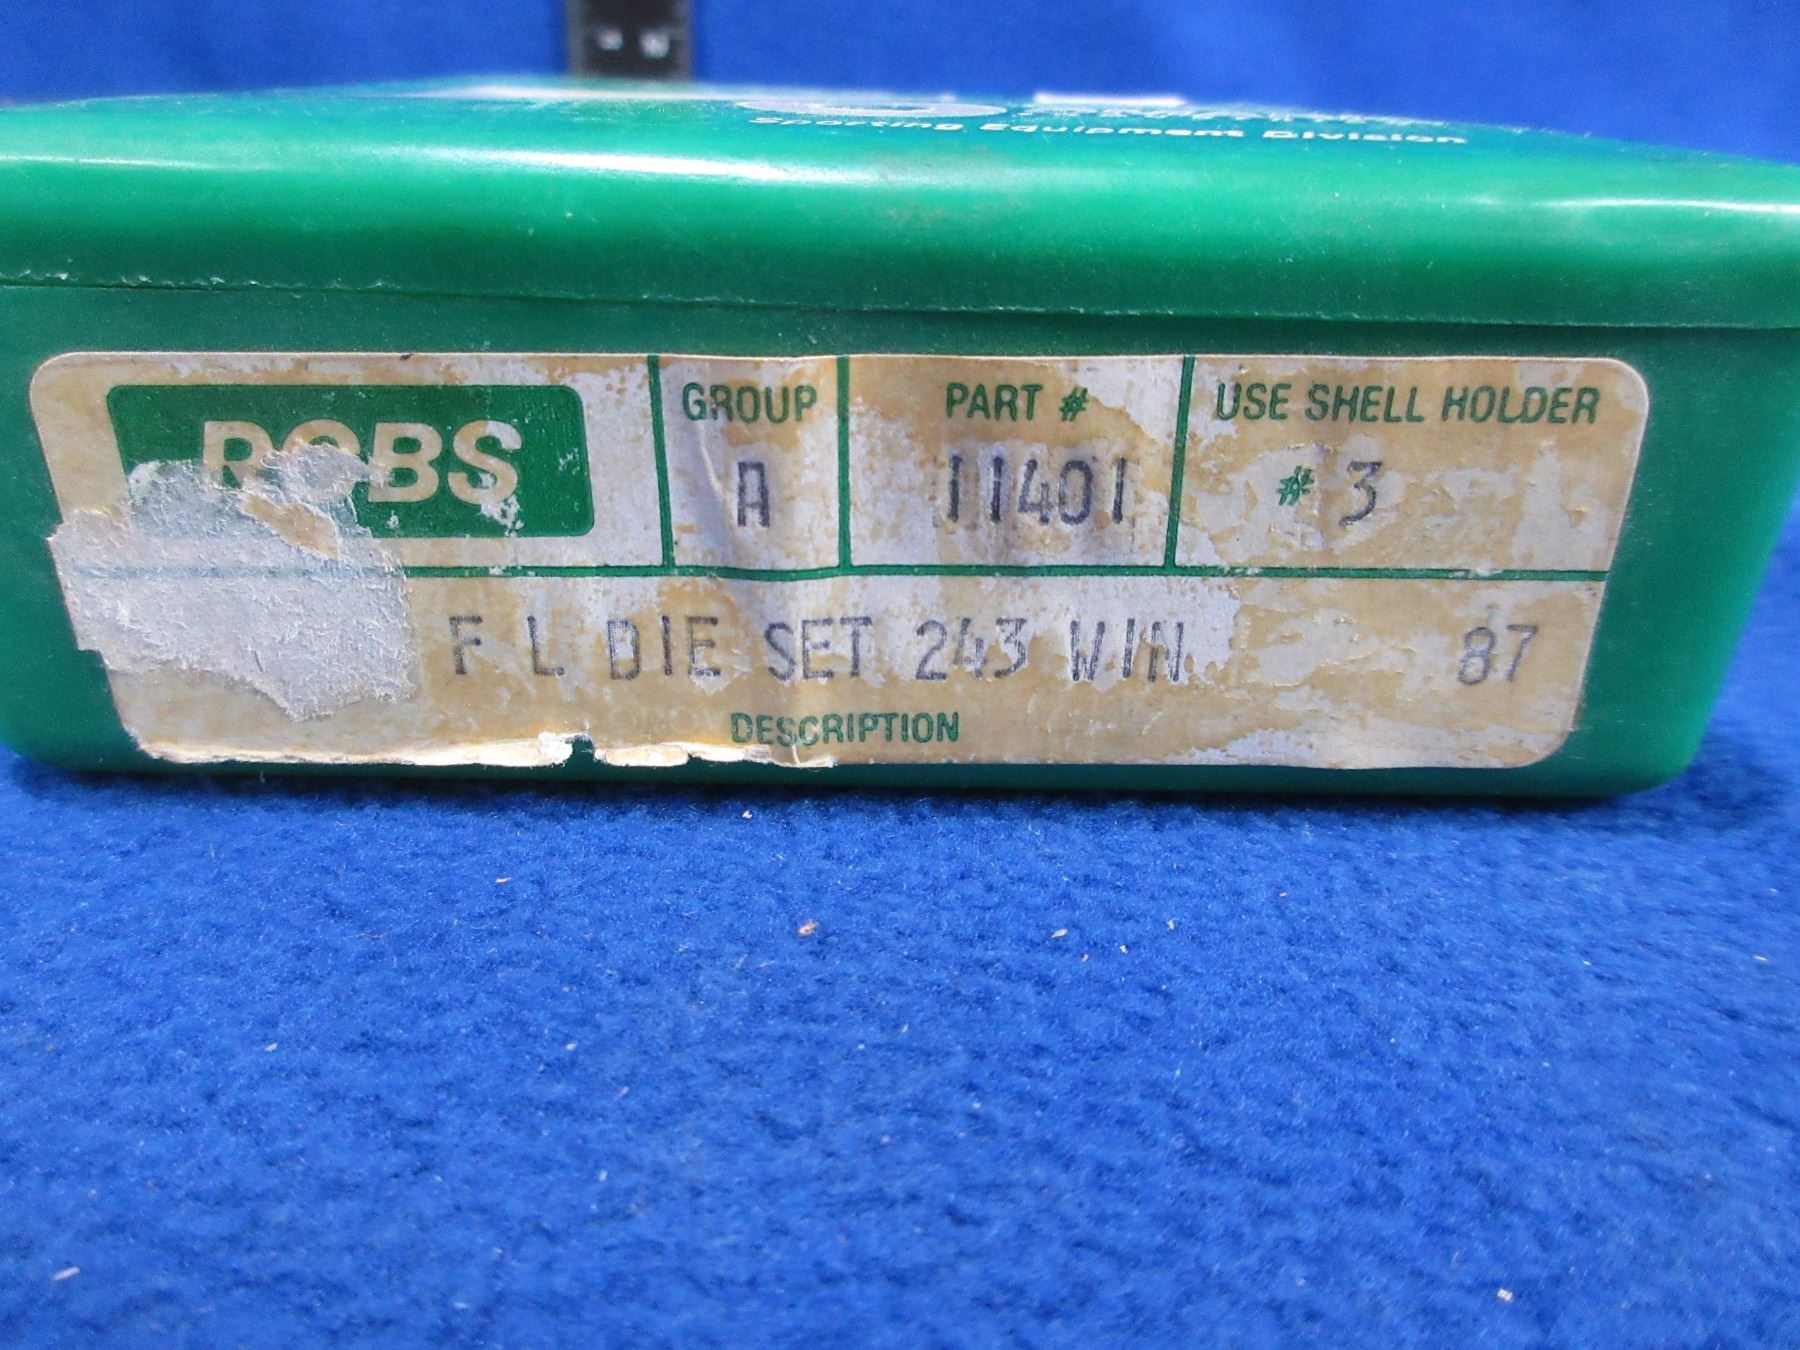 Sporting Equipment Division
RCBS
GROUP
A
PART #
11401
USE SHELL HOLDER
# 3
F L DIE SET 243 WIN 87
DESCRIPTION